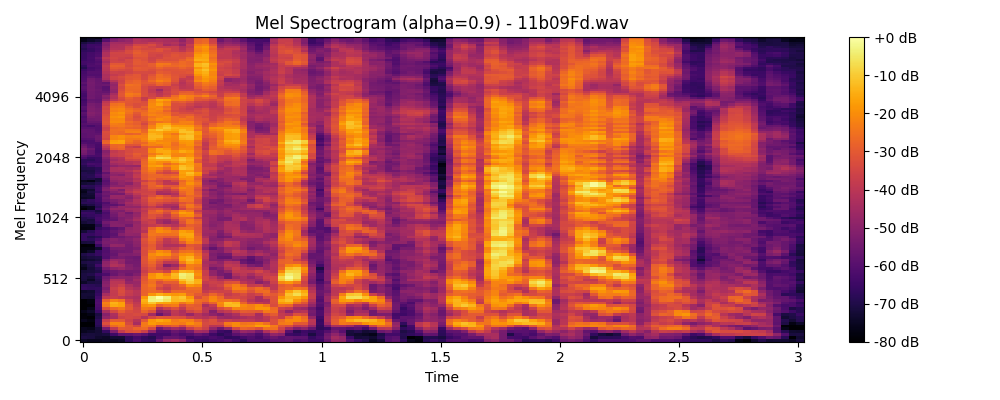 Mel Spectrogram (alpha=0.9) - 11b09Fd.wav
Mel Frequency
4096
2048
1024
512
0
0
0.5
1
1.5
2
2.5
3
Time
+0 dB
-10 dB
-20 dB
-30 dB
-40 dB
-50 dB
-60 dB
-70 dB
-80 dB